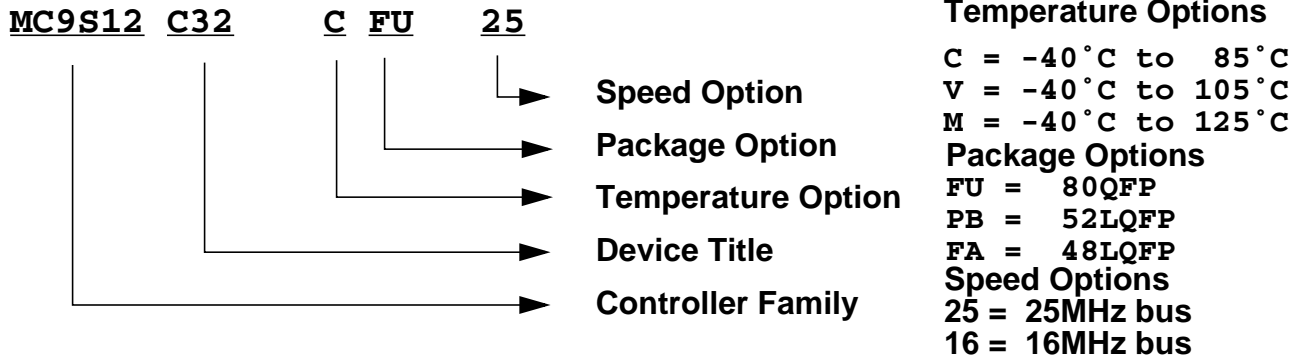 MC9S12 C32 C FU 25
Speed Option
Package Option
Temperature Option
Device Title
Controller Family
Temperature Options
C = -40˚C to 85˚C
V = -40˚C to 105˚C
M = -40˚C to 125˚C
Package Options
FU = 80QFP
PB = 52LQFP
FA = 48LQFP
Speed Options
25 = 25MHz bus
16 = 16MHz bus